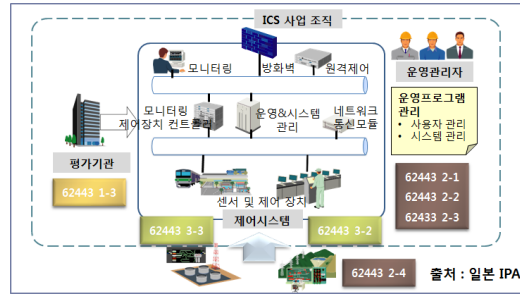 ICS 사업 조직
모니터링
방화벽
원격제어
운영관리자
모니터링
제어장치 컨트롤러
운영&시스템
관리
네트워크
통신모듈
운영프로그램
관리
• 사용자 관리
• 시스템 관리
평가기관
62443 1-3
센서 및 제어 장치
62443 2-1
62443 2-2
62433 2-3
62443 3-3
제어시스템
62443 3-2
62443 2-4
출처 : 일본 IPA